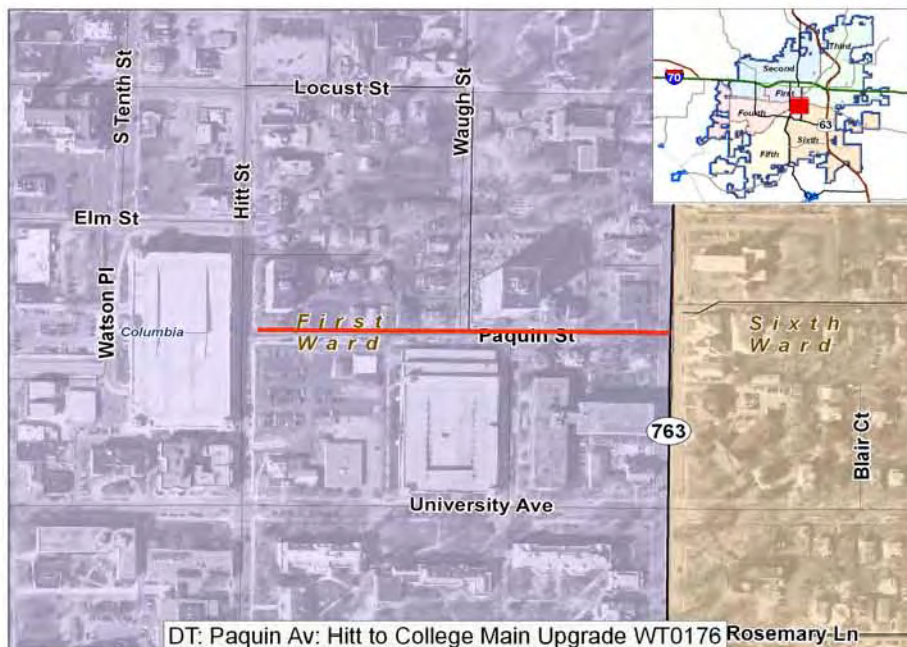 S Tenth St
Locust St
Waugh St
Hitt St
Elm St
Watson Pl
Columbia
First
Ward
Paquin St
Sixth
Ward
763
Blair Ct
University Ave
DT: Paquin Av: Hitt to College Main Upgrade WT0176
Rosemary Ln
70
Second
Third
First
Fourth
63
Fifth
Sixth